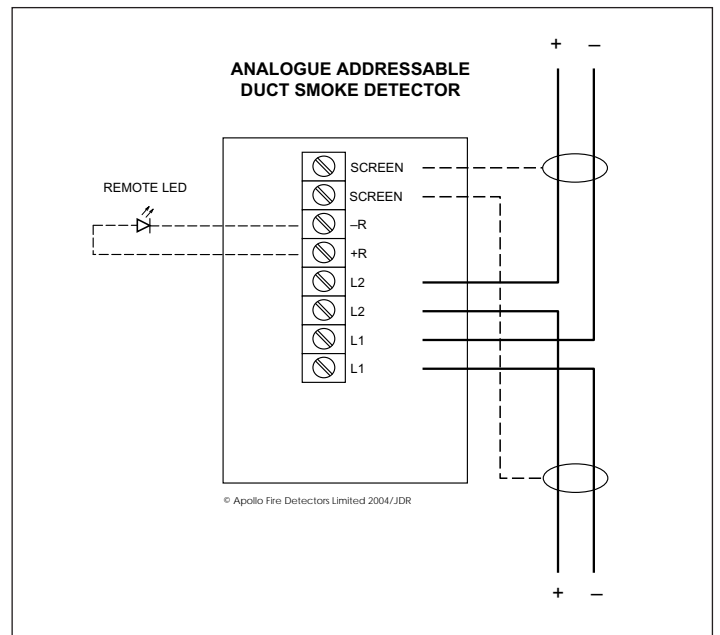 + –
ANALOGUE ADDRESSABLE
DUCT SMOKE DETECTOR
SCREEN
SCREEN
REMOTE LED
–R
+R
L2
L2
L1
L1
© Apollo Fire Detectors Limited 2004/JDR
+ –